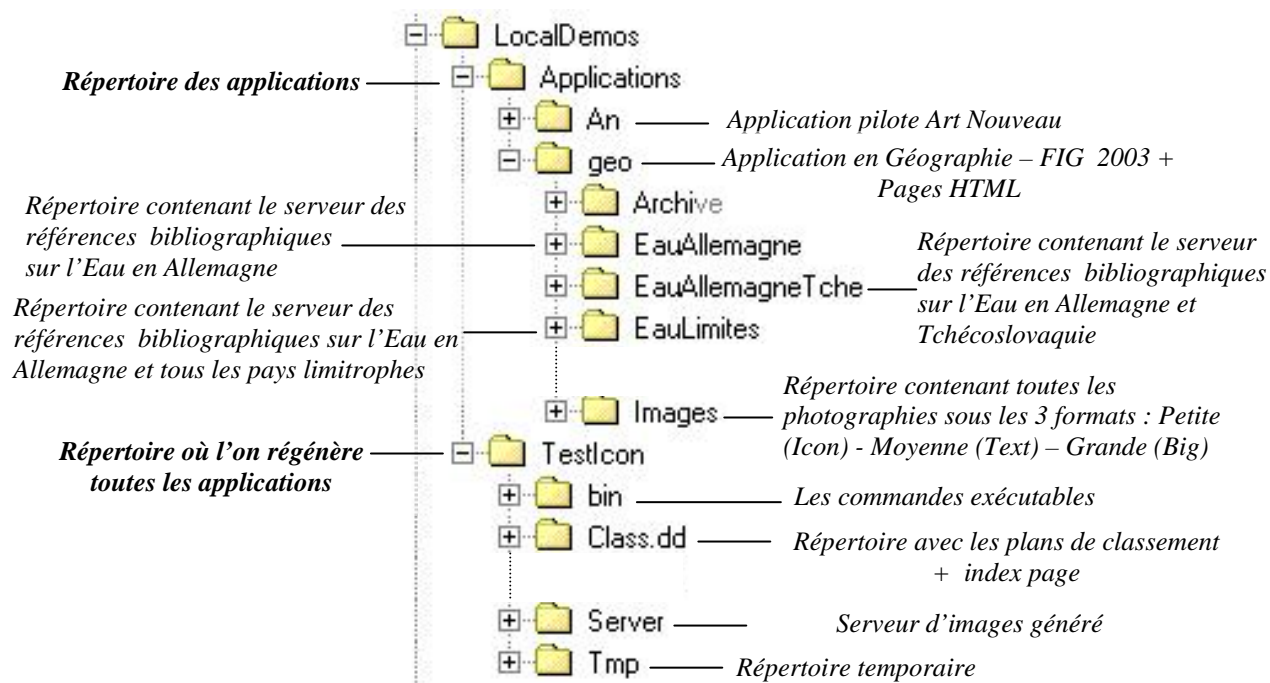 LocalDemos
Répertoire des applications
Applications
An
Application pilote Art Nouveau
geo
Application en Géographie – FIG 2003 +
Pages HTML
Archive
Répertoire contenant le serveur des
références bibliographiques
sur l'Eau en Allemagne
EauAllemagne
EauAllemagneTche
Répertoire contenant le serveur
des références bibliographiques
sur l'Eau en Allemagne et
Tchécoslovaquie
Répertoire contenant le serveur des
références bibliographiques sur l'Eau en
Allemagne et tous les pays limitrophes
EauLimites
Images
Répertoire contenant toutes les
photographies sous les 3 formats : Petite
(Icon) - Moyenne (Text) – Grande (Big)
Répertoire où l'on régénère
toutes les applications
TestIcon
bin
Les commandes exécutables
Class.dd
Répertoire avec les plans de classement
+ index page
Server
Serveur d'images généré
Tmp
Répertoire temporaire